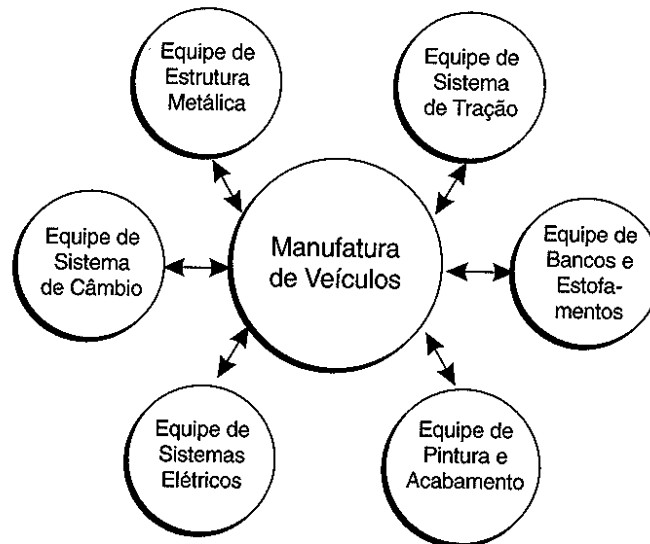 Equipe de
Estrutura
Metálica
Equipe de
Sistema
de Tração
Equipe de
Sistema
de Câmbio
Manufatura
de Veículos
Equipe de
Bancos e
Estofa-
mentos
Equipe de
Sistemas
Elétricos
Equipe de
Pintura e
Acabamento